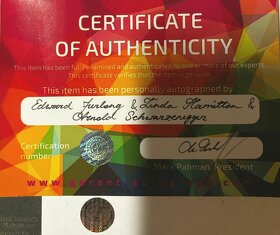 CERTIFICATE
OF AUTHENTICITY
This item has been fully examined and authenticated by one or more of our experts.
This certificate verifies that the item is genuine.
This item has been personally autographed by
Edward Furlong & Linda Hamilton &
Arnold Schwarzenegger
Certification
number:
Mark Pahman, President